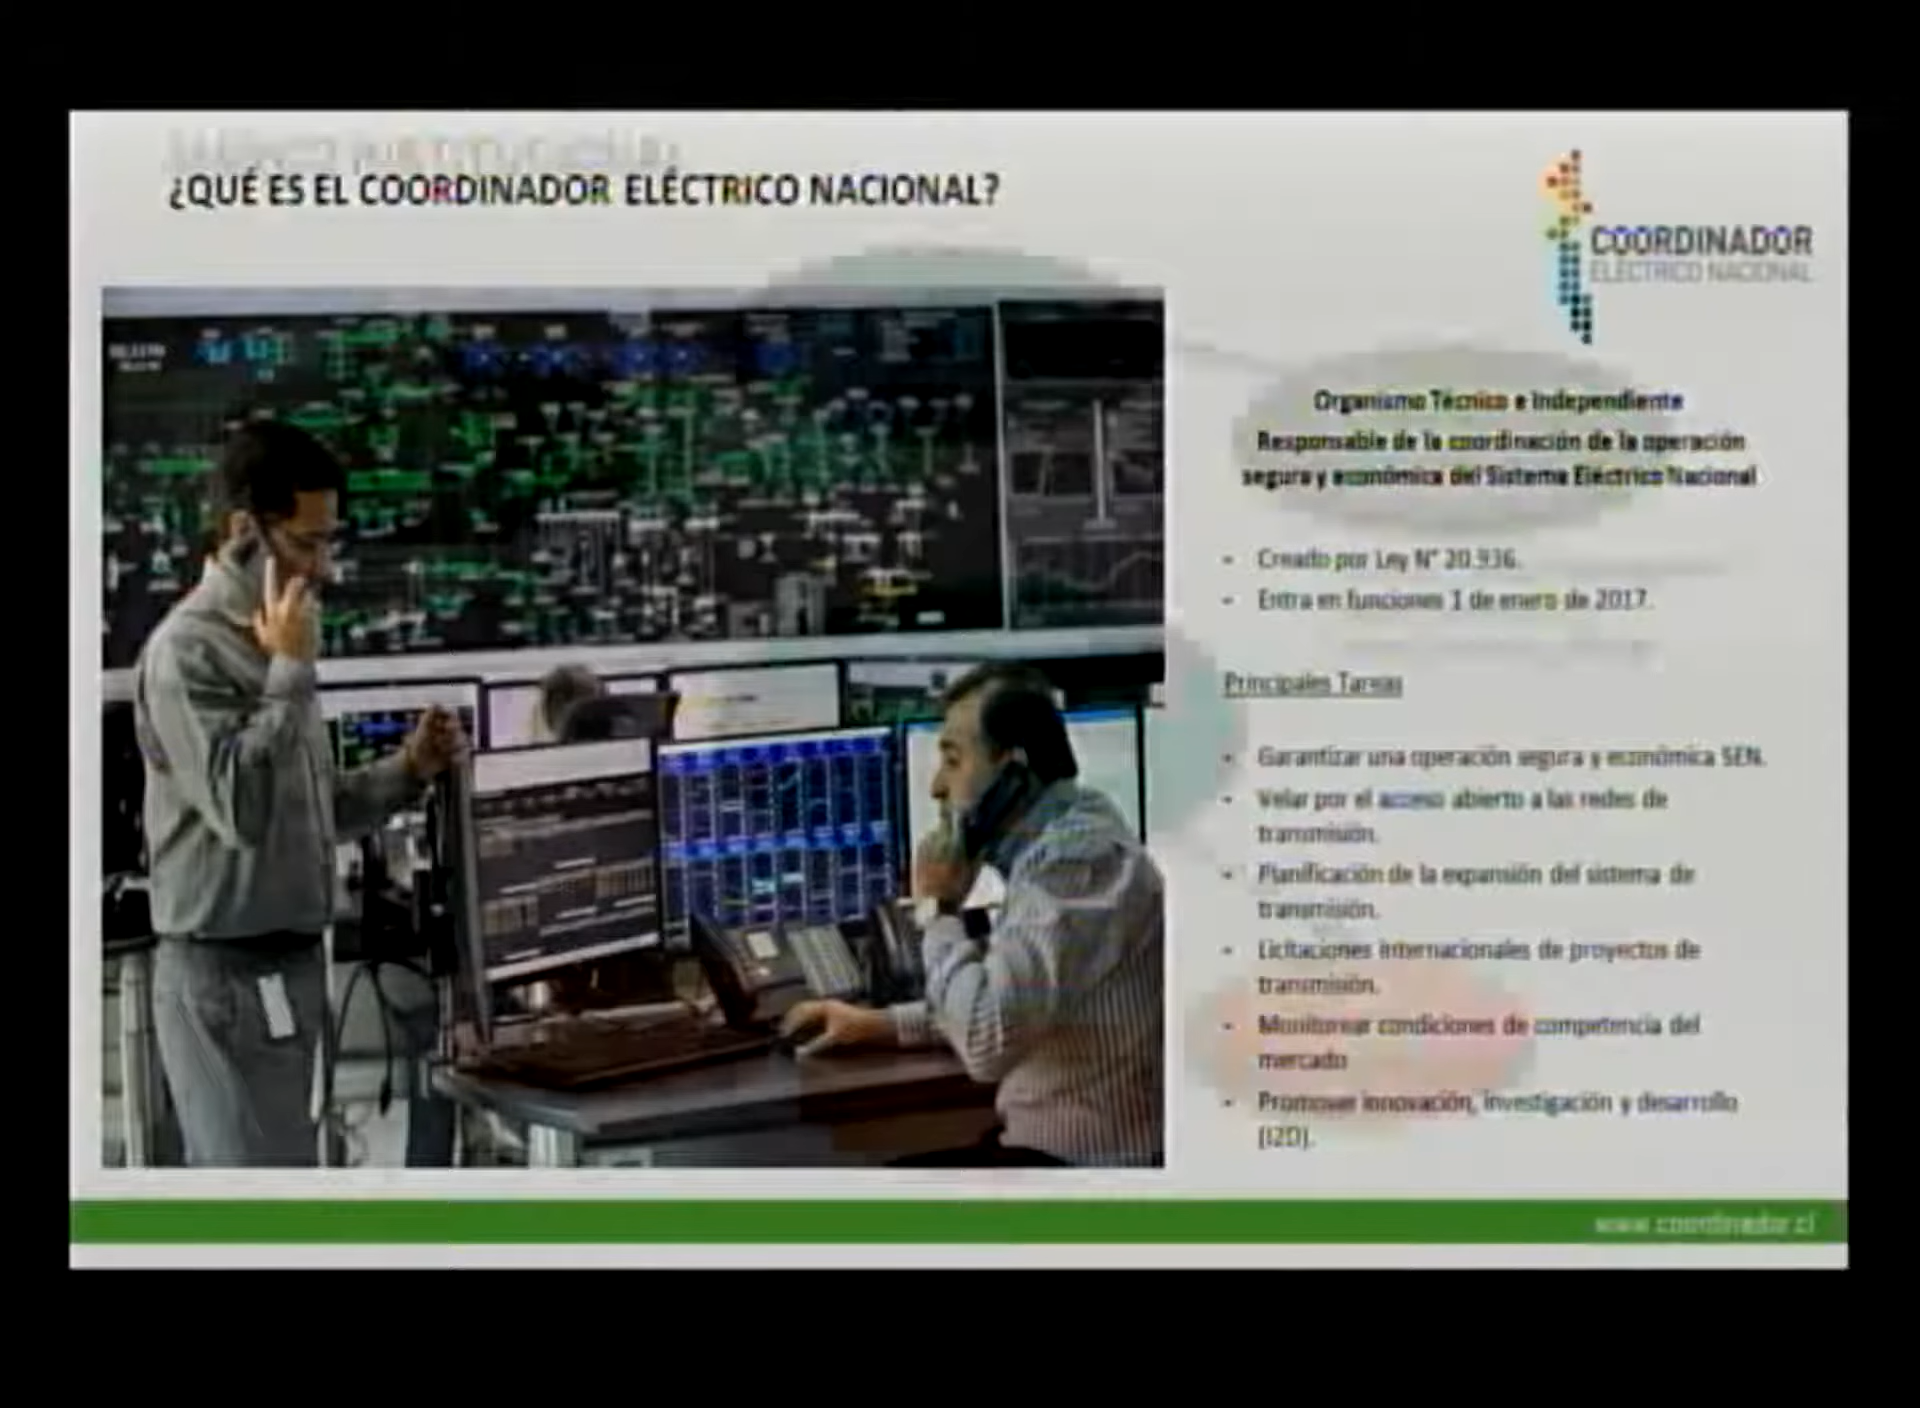 ¿QUÉ ES EL COORDINADOR ELÉCTRICO NACIONAL?
COORDINADOR
ELÉCTRICO NACIONAL
Organismo Técnico e Independiente
Responsable de la coordinación de la operación
segura y económica del Sistema Eléctrico Nacional
- Creado por Ley N° 20.936.
- Entra en funciones 1 de enero de 2017.
Principales Tareas
- Garantizar una operación segura y económica SEN.
- Velar por el acceso abierto a las redes de
transmisión.
- Planificación de la expansión del sistema de
transmisión.
- Licitaciones internacionales de proyectos de
transmisión.
- Monitorear condiciones de competencia del
mercado
- Promover innovación, investigación y desarrollo
(I2D).
www.coordinador.cl